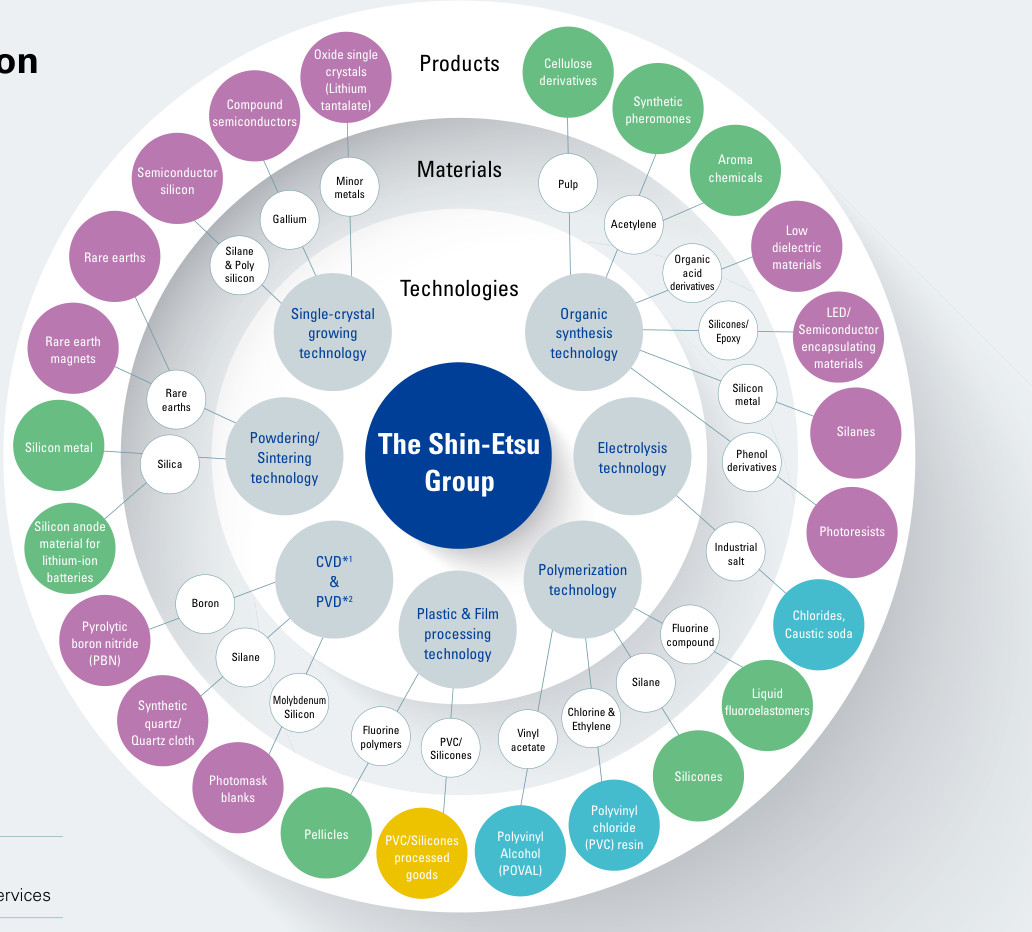 on
Products
Materials
Technologies
The Shin-Etsu
Group
Single-crystal
growing
technology
Organic
synthesis
technology
Electrolysis
technology
Polymerization
technology
Plastic & Film
processing
technology
CVD*1
&
PVD*2
Powdering/
Sintering
technology
Minor
metals
Gallium
Silane
& Poly
silicon
Rare
earths
Silica
Boron
Silane
Molybdenum
Silicon
Fluorine
polymers
PVC/
Silicones
Vinyl
acetate
Chlorine &
Ethylene
Silane
Fluorine
compound
Industrial
salt
Phenol
derivatives
Silicon
metal
Silicones/
Epoxy
Organic
acid
derivatives
Acetylene
Pulp
Oxide single
crystals
(Lithium
tantalate)
Compound
semiconductors
Semiconductor
silicon
Rare earths
Rare earth
magnets
Silicon metal
Silicon anode
material for
lithium-ion
batteries
Pyrolytic
boron nitride
(PBN)
Synthetic
quartz/
Quartz cloth
Photomask
blanks
Pellicles
PVC/Silicones
processed
goods
Polyvinyl
Alcohol
(POVAL)
Polyvinyl
chloride
(PVC) resin
Silicones
Liquid
fluoroelastomers
Chlorides,
Caustic soda
Photoresists
Silanes
LED/
Semiconductor
encapsulating
materials
Low
dielectric
materials
Aroma
chemicals
Synthetic
pheromones
Cellulose
derivatives
ervices